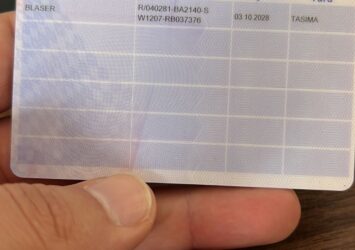 BLASER R/040281-BA2140-S 03 10 2028 TASIMA
W1207-RB037376